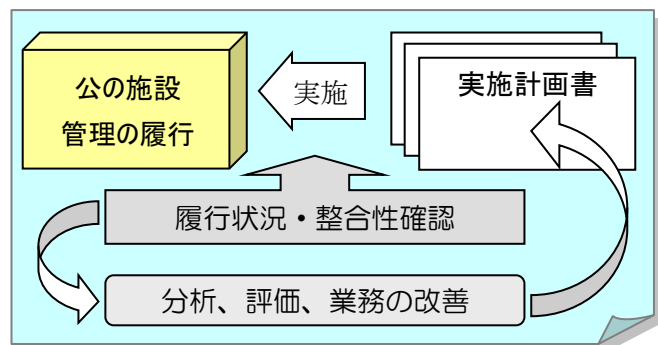 公の施設
管理の履行
実施
実施計画書
履行状況・整合性確認
分析、評価、業務の改善